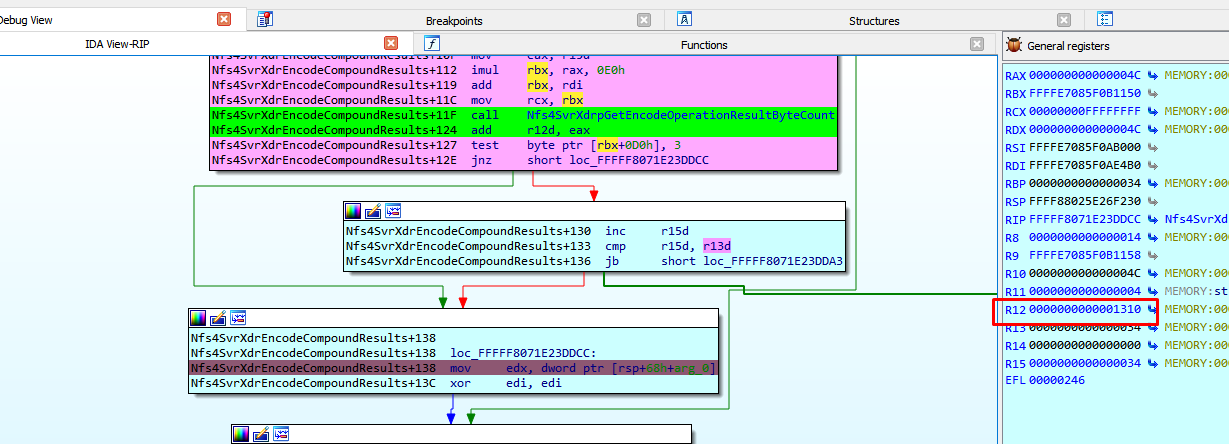 Debug View
Breakpoints
Structures
IDA View-RIP
Functions
General registers
Nfs4SvrXdrEncodeCompoundResults+10F mov eax, r15d
Nfs4SvrXdrEncodeCompoundResults+112 imul rbx, rax, 0E0h
Nfs4SvrXdrEncodeCompoundResults+119 add rbx, rdi
Nfs4SvrXdrEncodeCompoundResults+11C mov rcx, rbx
Nfs4SvrXdrEncodeCompoundResults+11F call Nfs4SvrXdrpGetEncodeOperationResultByteCount
Nfs4SvrXdrEncodeCompoundResults+124 add r12d, eax
Nfs4SvrXdrEncodeCompoundResults+127 test byte ptr [rbx+0D0h], 3
Nfs4SvrXdrEncodeCompoundResults+12E jnz short loc_FFFFF8071E23DDCC
Nfs4SvrXdrEncodeCompoundResults+130 inc r15d
Nfs4SvrXdrEncodeCompoundResults+133 cmp r15d, r13d
Nfs4SvrXdrEncodeCompoundResults+136 jb short loc_FFFFF8071E23DDA3
Nfs4SvrXdrEncodeCompoundResults+138
Nfs4SvrXdrEncodeCompoundResults+138 loc_FFFFF8071E23DDCC:
Nfs4SvrXdrEncodeCompoundResults+138 mov edx, dword ptr [rsp+68h+arg_0]
Nfs4SvrXdrEncodeCompoundResults+13C xor edi, edi
RAX 000000000000004C MEMORY:00
RBX FFFFE7085F0B1150
RCX 00000000FFFFFFFF MEMORY:00
RDX 000000000000004C MEMORY:00
RSI FFFFE7085F0AB000
RDI FFFFE7085F0AE4B0
RBP 0000000000000034 MEMORY:00
RSP FFFF88025E26F230
RIP FFFFF8071E23DDCC Nfs4SvrXd
R8 0000000000000014 MEMORY:00
R9 FFFFE7085F0B1158
R10 000000000000004C MEMORY:00
R11 0000000000000004 MEMORY:st
R12 0000000000001310 MEMORY:00
R13 0000000000000034 MEMORY:00
R14 0000000000000000 MEMORY:00
R15 0000000000000034 MEMORY:00
EFL 00000246